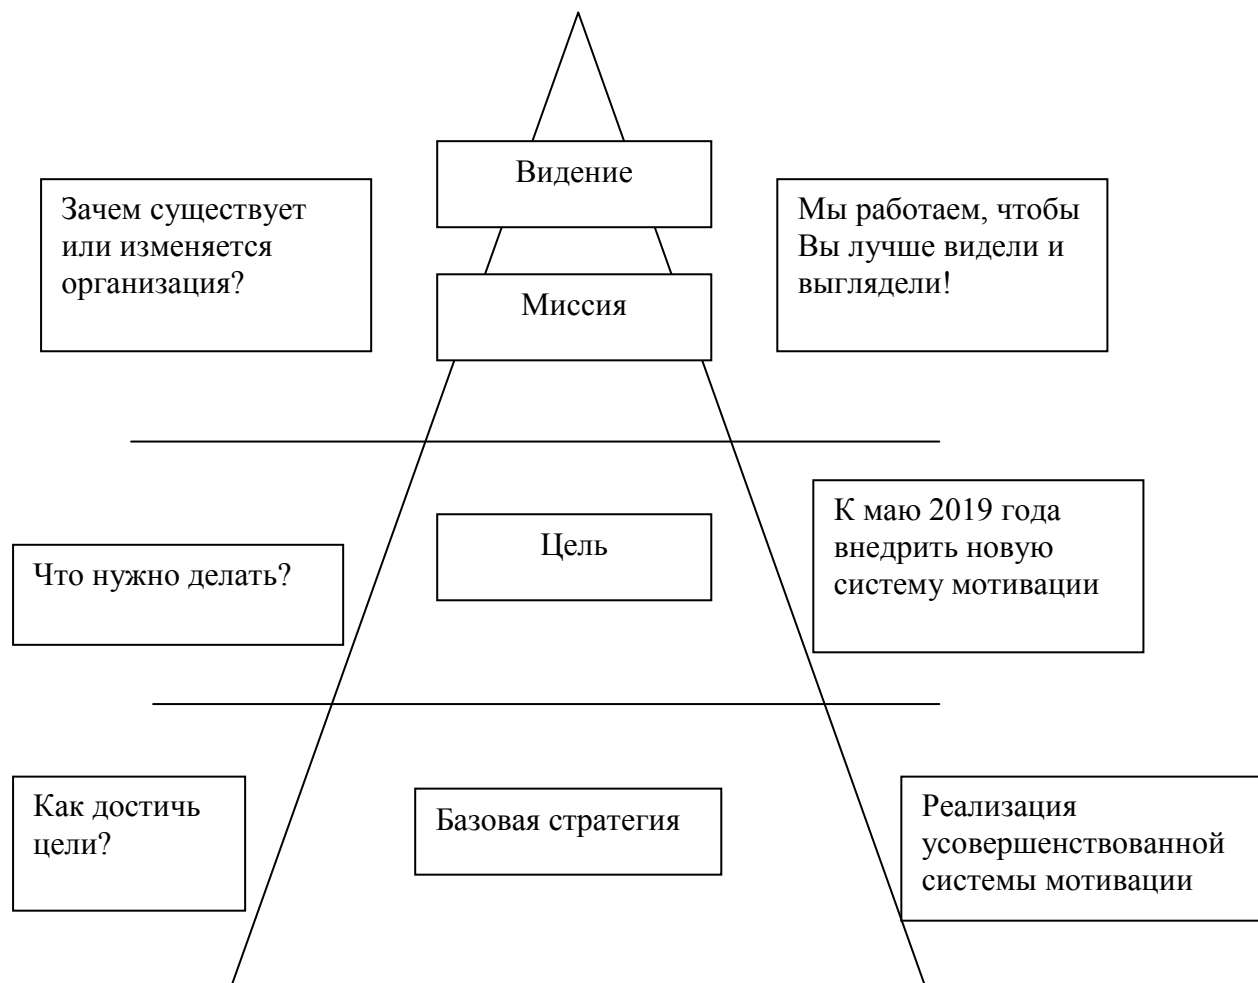 Видение
Зачем существует
или изменяется
организация?
Мы работаем, чтобы
Вы лучше видели и
выглядели!
Миссия
Что нужно делать?
Цель
К маю 2019 года
внедрить новую
систему мотивации
Как достичь
цели?
Базовая стратегия
Реализация
усовершенствованной
системы мотивации